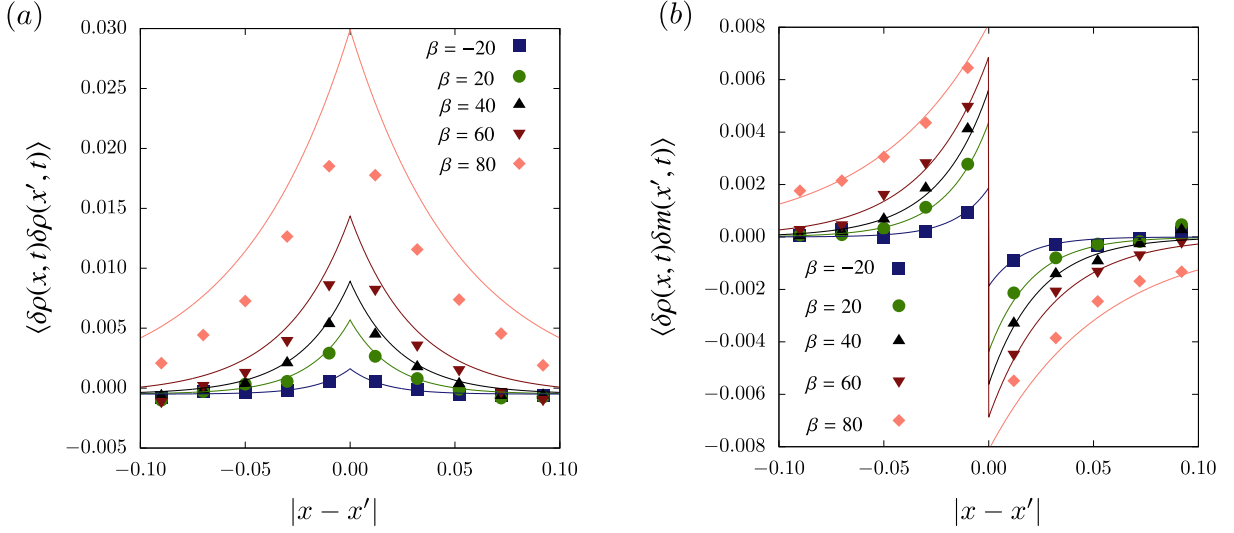 (a)
0.030
0.025
0.020
0.015
0.010
0.005
0.000
−0.005
−0.10
−0.05
0.00
0.05
0.10
⟨δρ(x, t)δρ(x′, t)⟩
|x − x′|
β = −20
β = 20
β = 40
β = 60
β = 80
(b)
0.008
0.006
0.004
0.002
0.000
−0.002
−0.004
−0.006
−0.008
−0.10
−0.05
0.00
0.05
0.10
⟨δρ(x, t)δm(x′, t)⟩
|x − x′|
β = −20
β = 20
β = 40
β = 60
β = 80